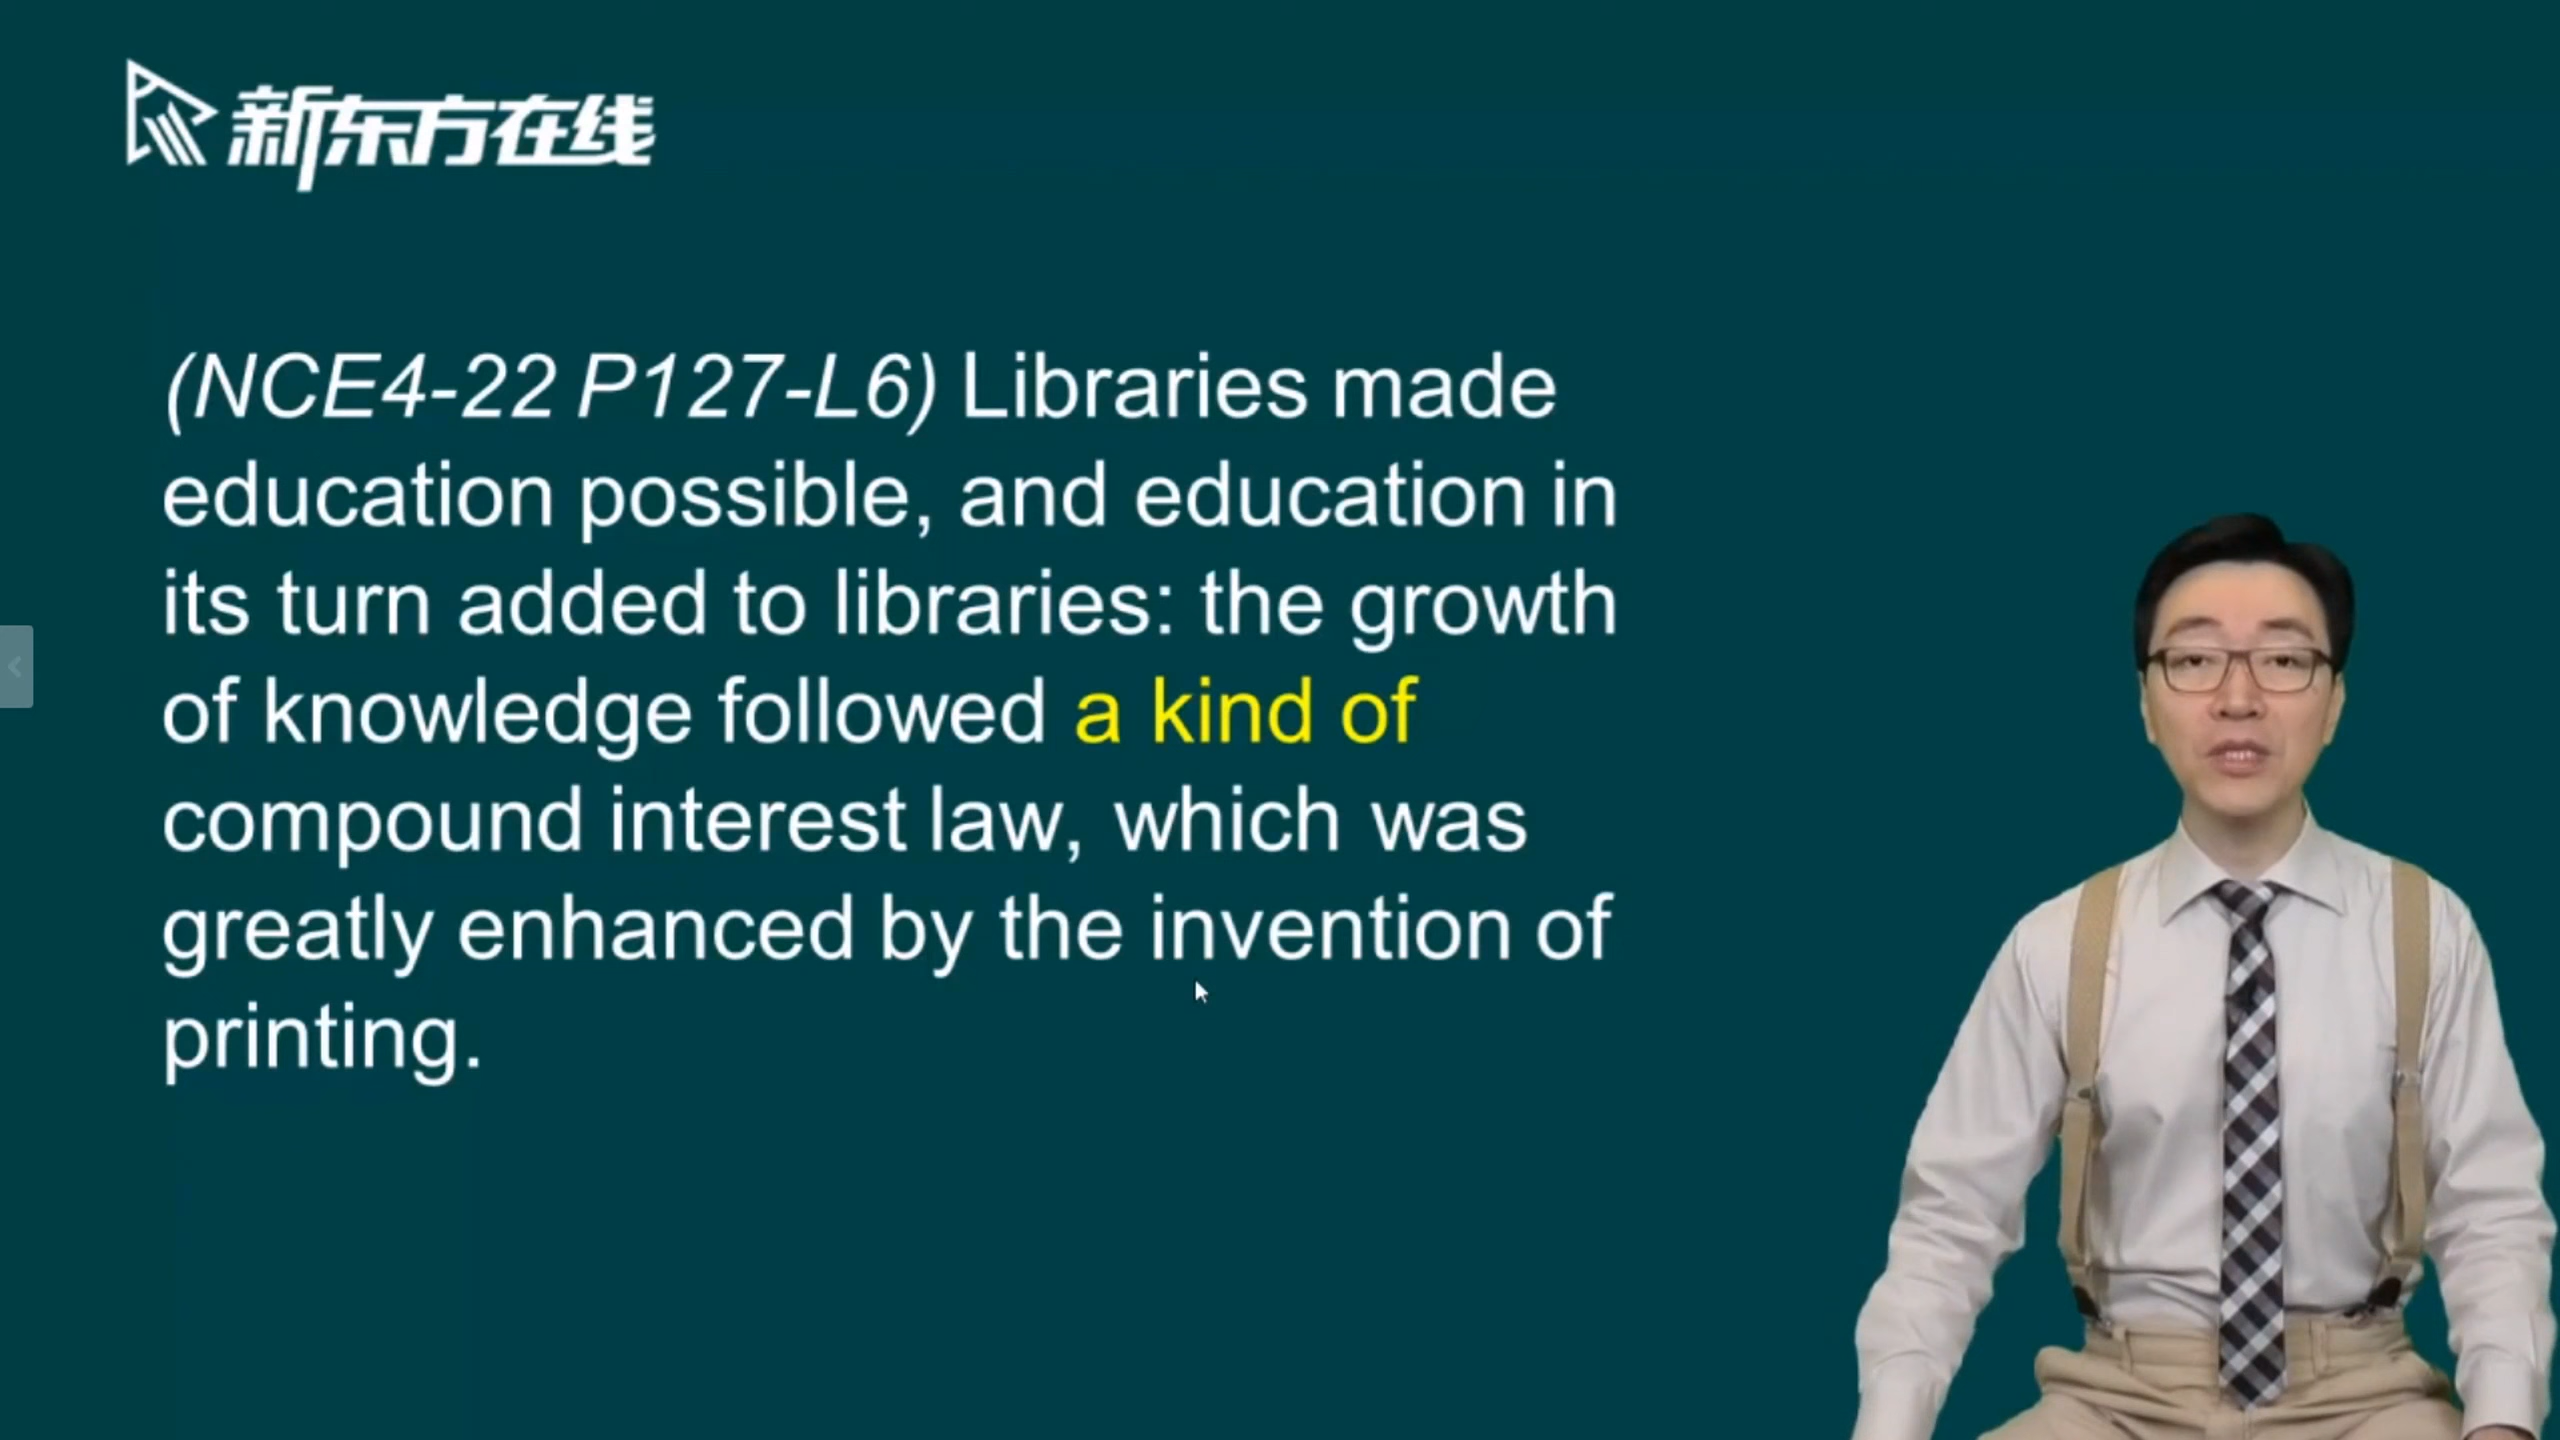 新东方在线
(NCE4-22 P127-L6) Libraries made
education possible, and education in
its turn added to libraries: the growth
of knowledge followed a kind of
compound interest law, which was
greatly enhanced by the invention of
printing.